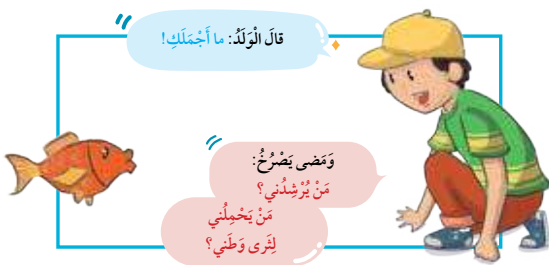 قالَ الْوَلَدُ: ما أَجْمَلَكِ!
وَمَضى يَصْرُخُ:
مَنْ يُرْشِدُني؟
مَنْ يَحْمِلُني
لِثَرى وَطَني؟